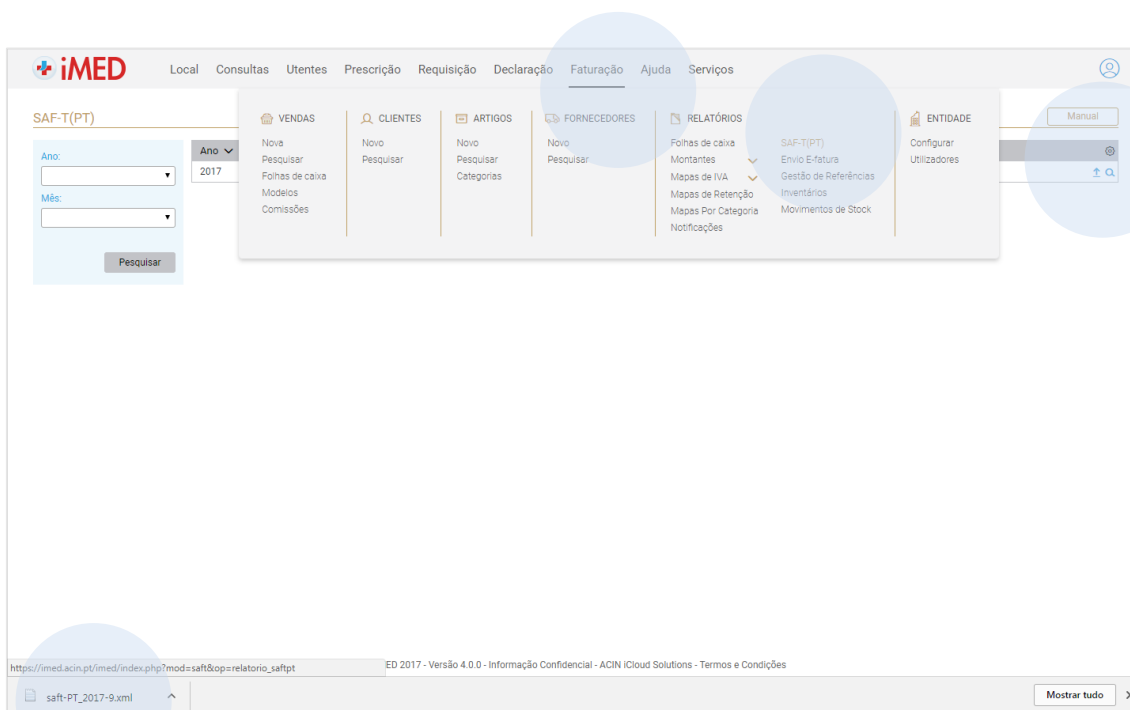 iMED
Local Consultas Utentes Prescrição Requisição Declaração Faturação Ajuda Serviços
SAF-T(PT)
Manual
Ano:
Mês:
Pesquisar
Ano
2017
VENDAS
Nova
Pesquisar
Folhas de caixa
Modelos
Comissões
CLIENTES
Novo
Pesquisar
ARTIGOS
Novo
Pesquisar
Categorias
FORNECEDORES
Novo
Pesquisar
RELATÓRIOS
Folhas de caixa
Montantes
Mapas de IVA
Mapas de Retenção
Mapas Por Categoria
Notificações
SAF-T(PT)
Envio E-fatura
Gestão de Referências
Inventários
Movimentos de Stock
ENTIDADE
Configurar
Utilizadores
https://imed.acin.pt/imed/index.php?mod=saft&op=relatorio_saftpt
ED 2017 - Versão 4.0.0 - Informação Confidencial - ACIN iCloud Solutions - Termos e Condições
saft-PT_2017-9.xml
Mostrar tudo